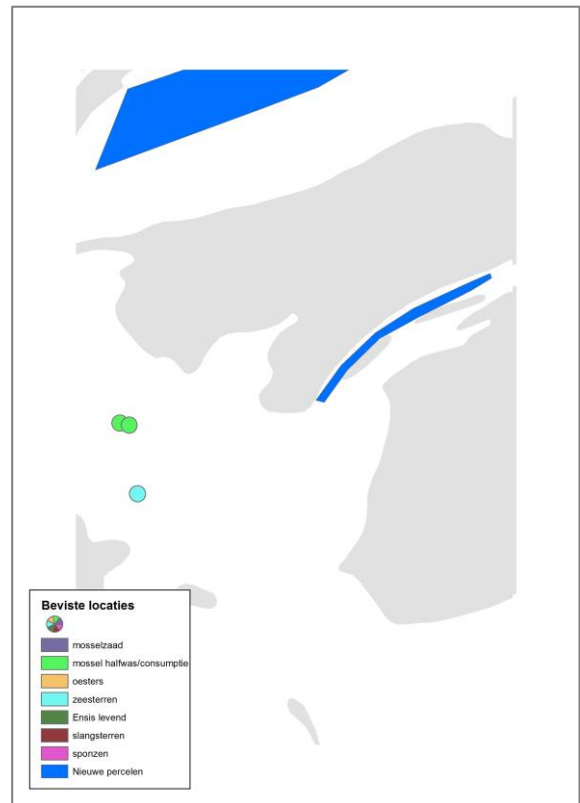 Beviste locaties
mosselzaad
mossel halfwas/consumptie
oesters
zeesterren
Ensis levend
slangsterren
sponzen
Nieuwe percelen